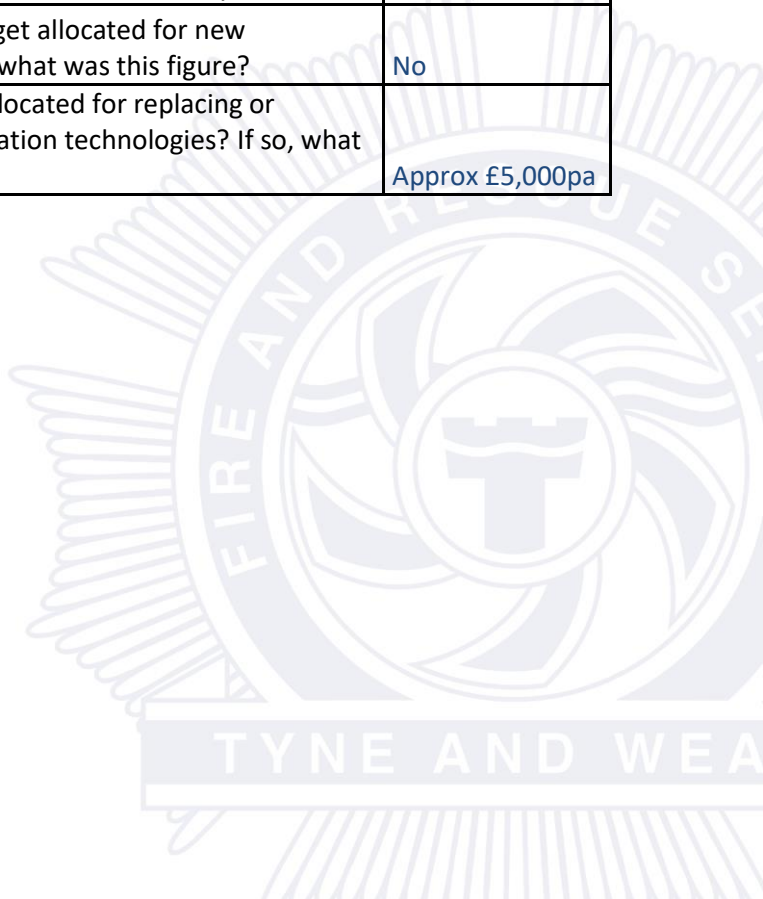 get allocated for new
what was this figure?
No
located for replacing or
ation technologies? If so, what
Approx £5,000pa
FIRE AND RESCUE SE
TYNE AND WEA